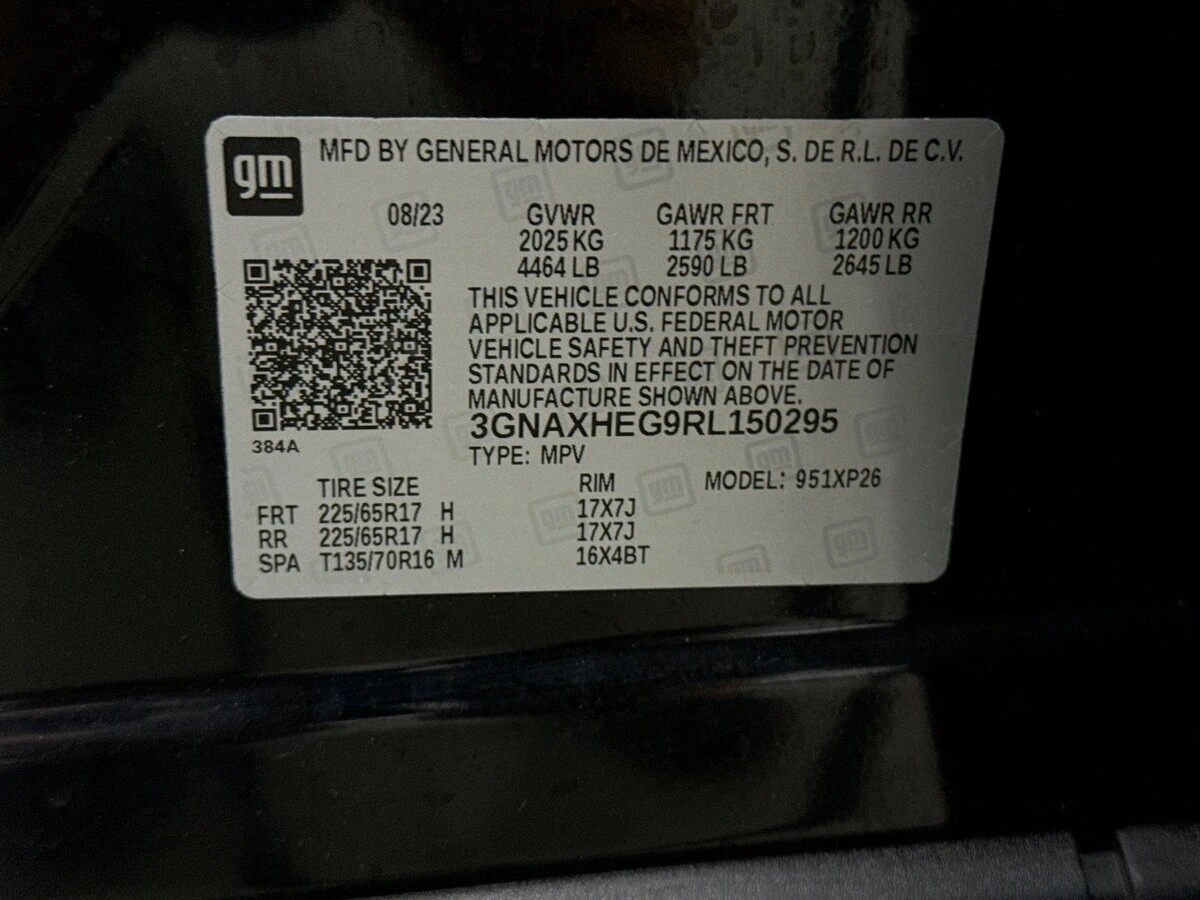 gm MFD BY GENERAL MOTORS DE MEXICO, S. DE R.L. DE C.V.
08/23 GVWR GAWR FRT GAWR RR
2025 KG 1175 KG 1200 KG
4464 LB 2590 LB 2645 LB
THIS VEHICLE CONFORMS TO ALL
APPLICABLE U.S. FEDERAL MOTOR
VEHICLE SAFETY AND THEFT PREVENTION
STANDARDS IN EFFECT ON THE DATE OF
MANUFACTURE SHOWN ABOVE.
3GNAXHEG9RL150295
384A
TYPE: MPV
TIRE SIZE RIM MODEL: 951XP26
FRT 225/65R17 H 17X7J
RR 225/65R17 H 17X7J
SPA T135/70R16 M 16X4BT